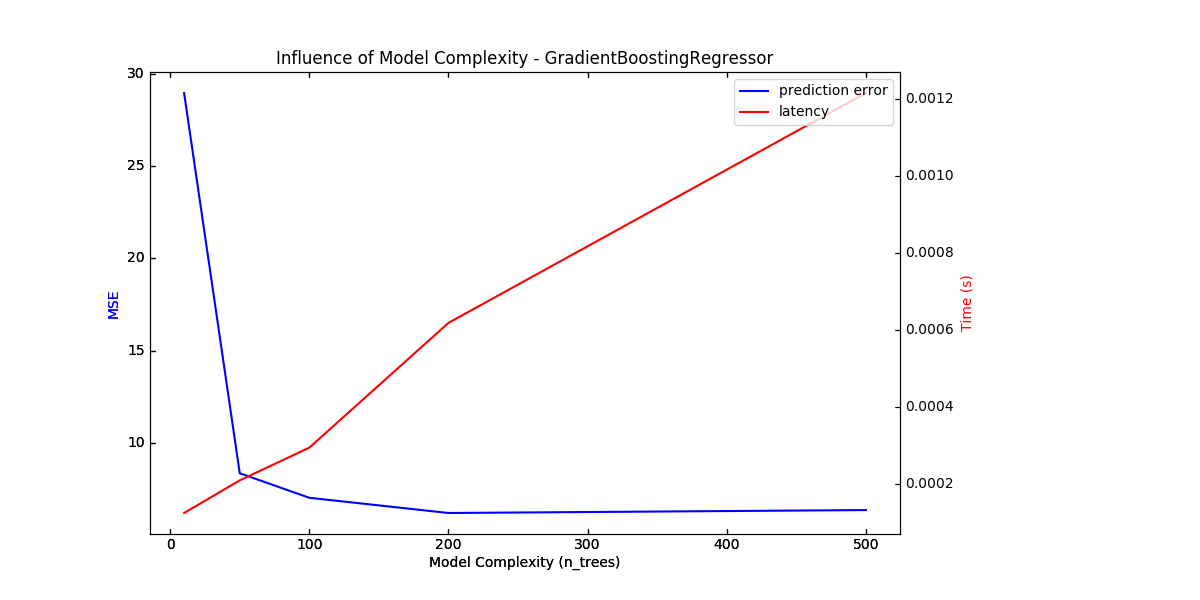 Influence of Model Complexity - GradientBoostingRegressor
prediction error
latency
30
25
20
15
10
MSE
0.0012
0.0010
0.0008
0.0006
0.0004
0.0002
Time (s)
0 100 200 300 400 500
Model Complexity (n_trees)